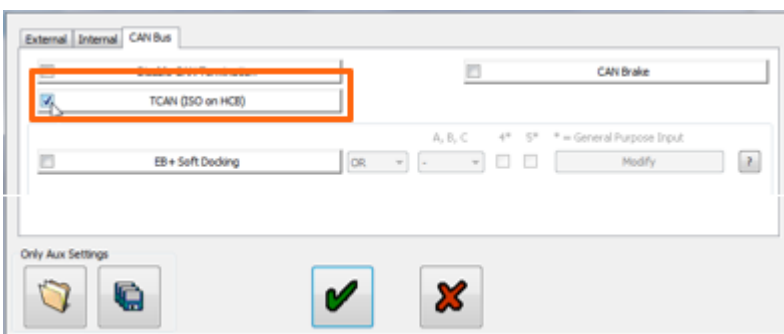 External Internal CAN Bus
CAN Brake
TCAN (ISO on HCB)
A, B, C 4* 5* * = General Purpose Input
EB+ Soft Docking OR - Modify ?
Only Aux Settings